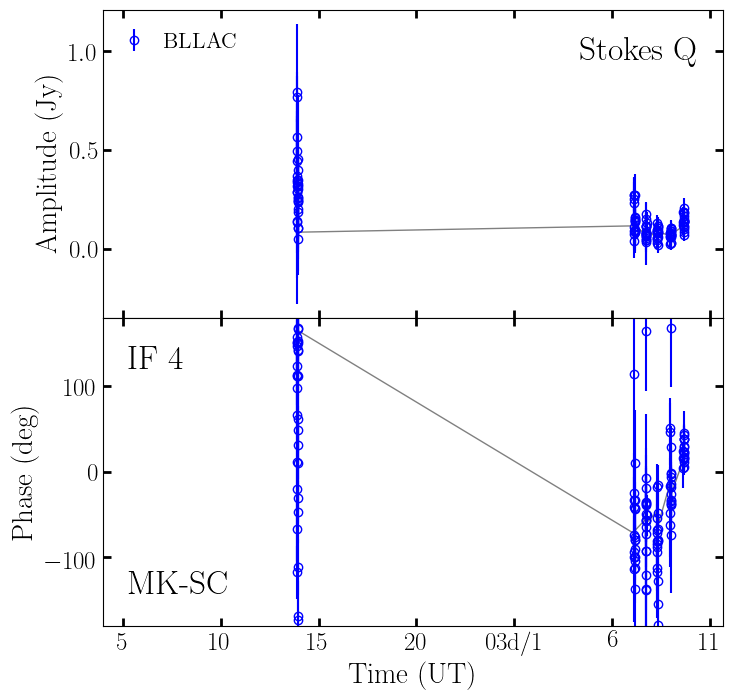 BLLAC
Stokes Q
1.0
0.5
0.0
Amplitude (Jy)
IF 4
100
0
−100
Phase (deg)
MK-SC
5 10 15 20 03d/1 6 11
Time (UT)